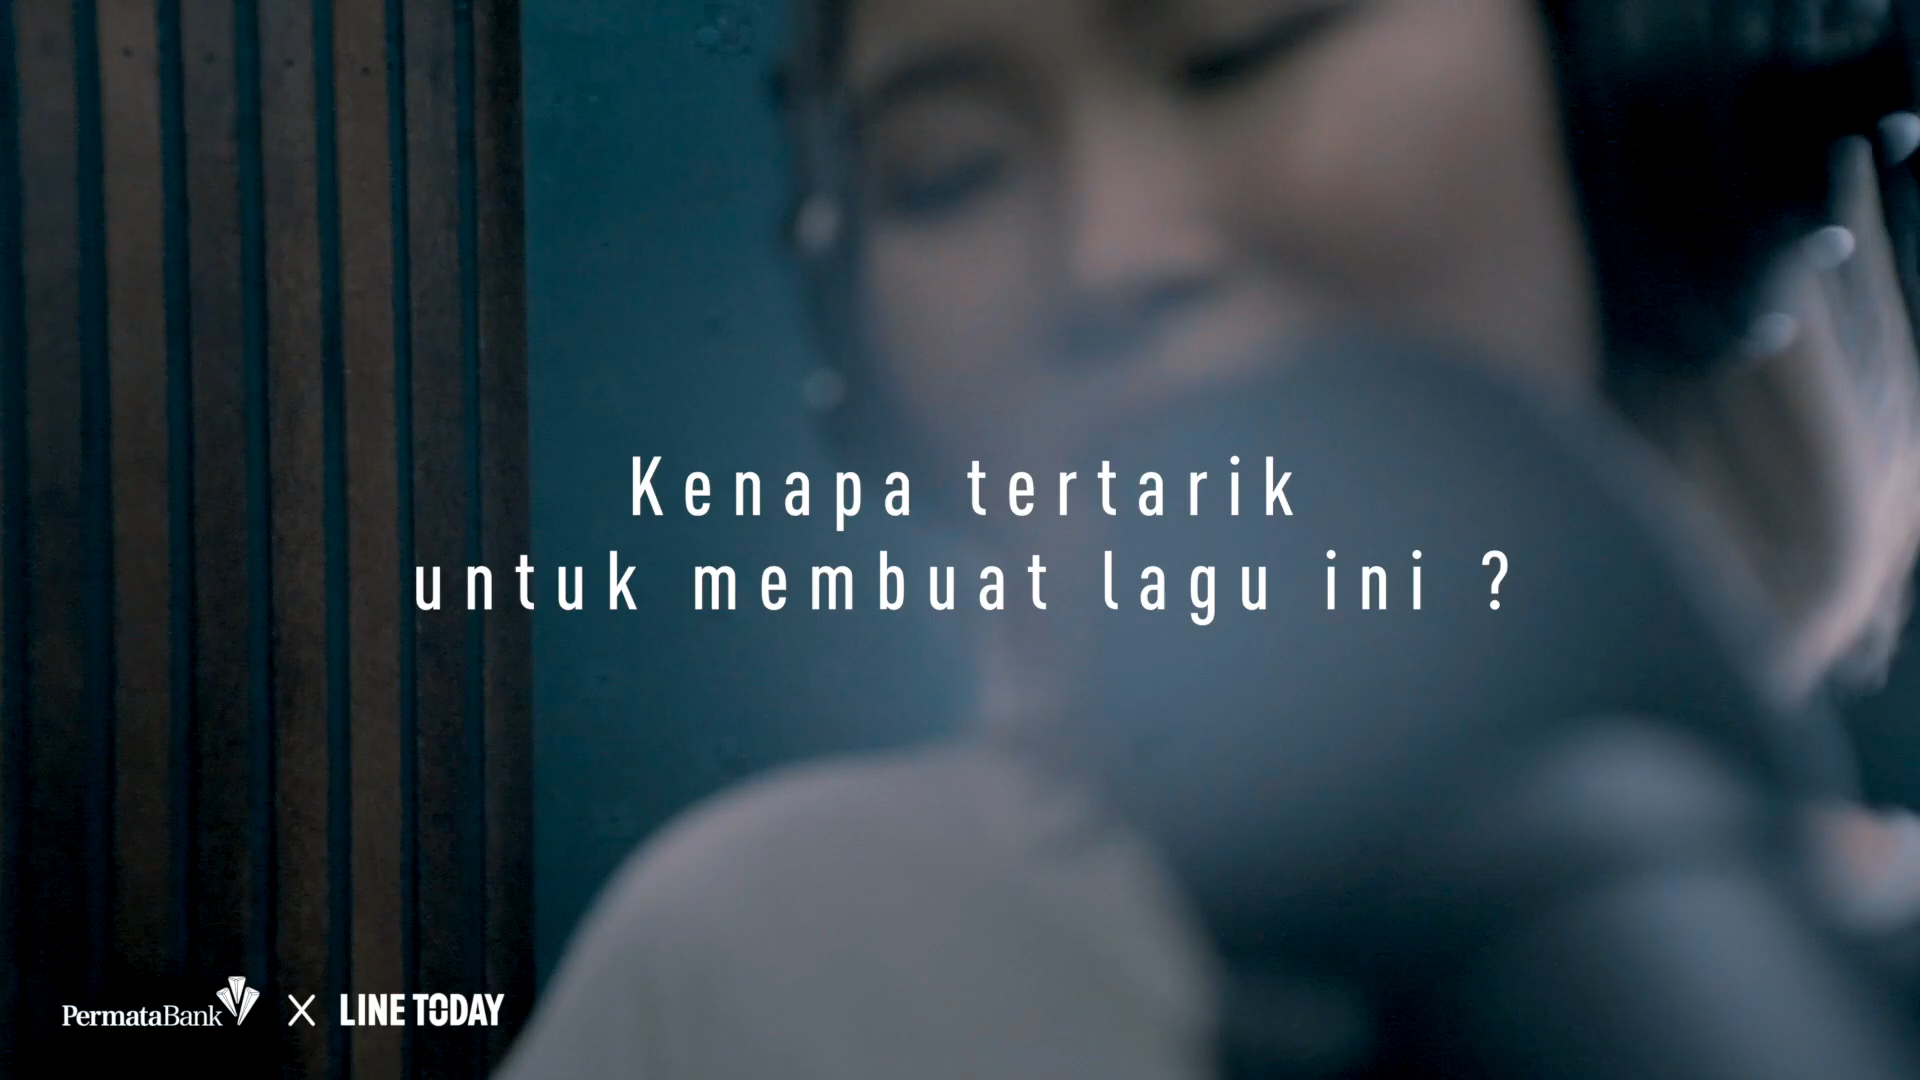 Kenapa tertarik
untuk membuat lagu ini ?
PermataBank X LINE TODAY